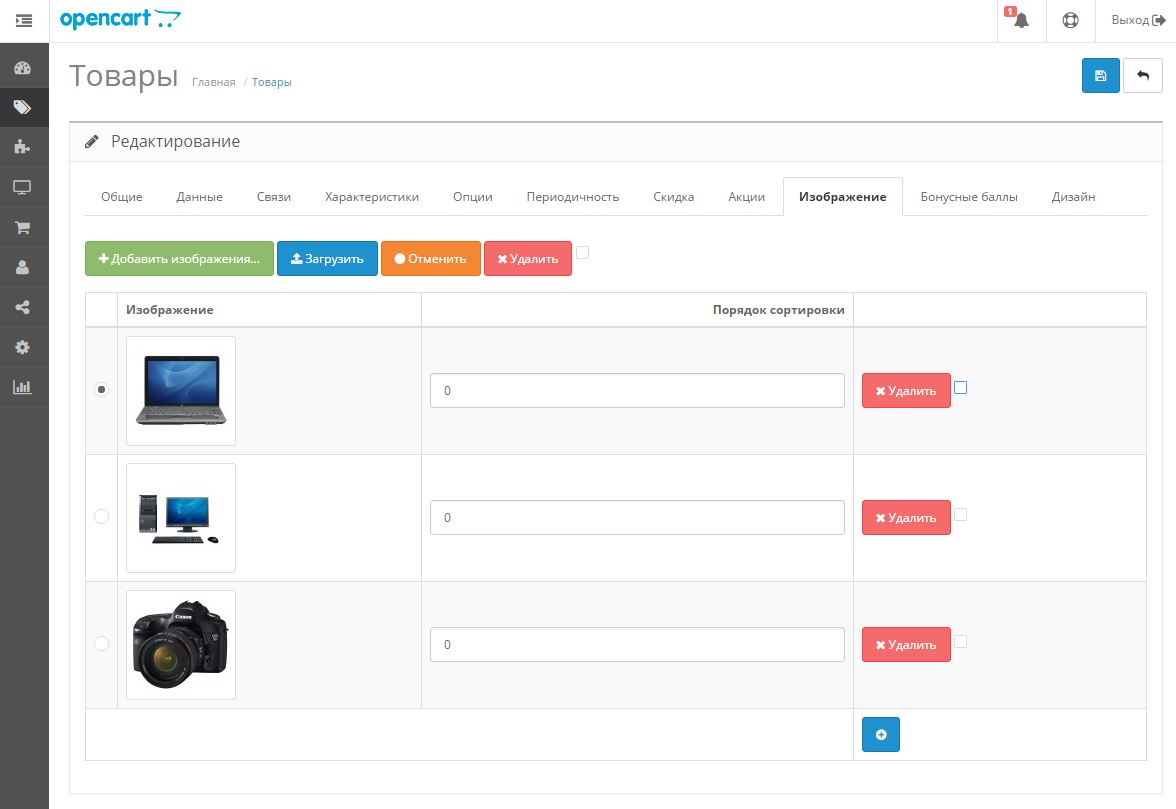 opencart
1
Выход
Товары
Главная / Товары
Редактирование
Общие Данные Связи Характеристики Опции Периодичность Скидка Акции Изображение Бонусные баллы Дизайн
Добавить изображения... Загрузить Отменить Удалить
Изображение Порядок сортировки
0 Удалить
0 Удалить
Canon
0 Удалить